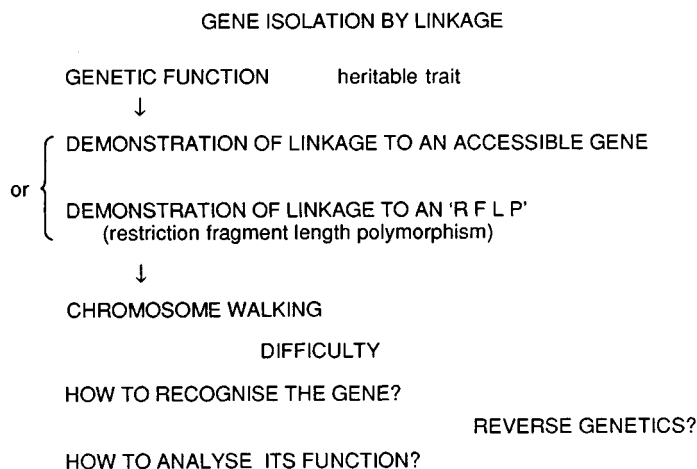 GENE ISOLATION BY LINKAGE
GENETIC FUNCTION heritable trait
↓
DEMONSTRATION OF LINKAGE TO AN ACCESSIBLE GENE
or
DEMONSTRATION OF LINKAGE TO AN ‘R F L P’
(restriction fragment length polymorphism)
↓
CHROMOSOME WALKING
DIFFICULTY
HOW TO RECOGNISE THE GENE?
REVERSE GENETICS?
HOW TO ANALYSE ITS FUNCTION?